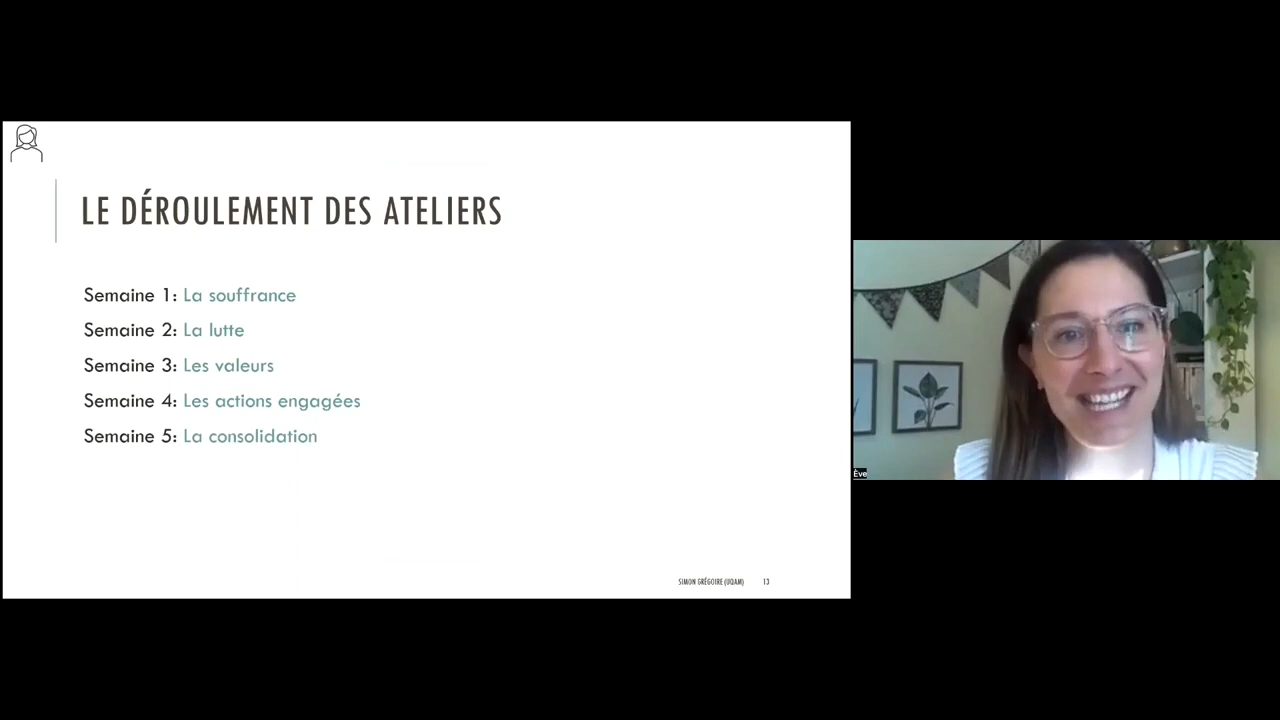 LE DÉROULEMENT DES ATELIERS
Semaine 1: La souffrance
Semaine 2: La lutte
Semaine 3: Les valeurs
Semaine 4: Les actions engagées
Semaine 5: La consolidation
SIMON GRÉGOIRE (UQAM) 13
Ève